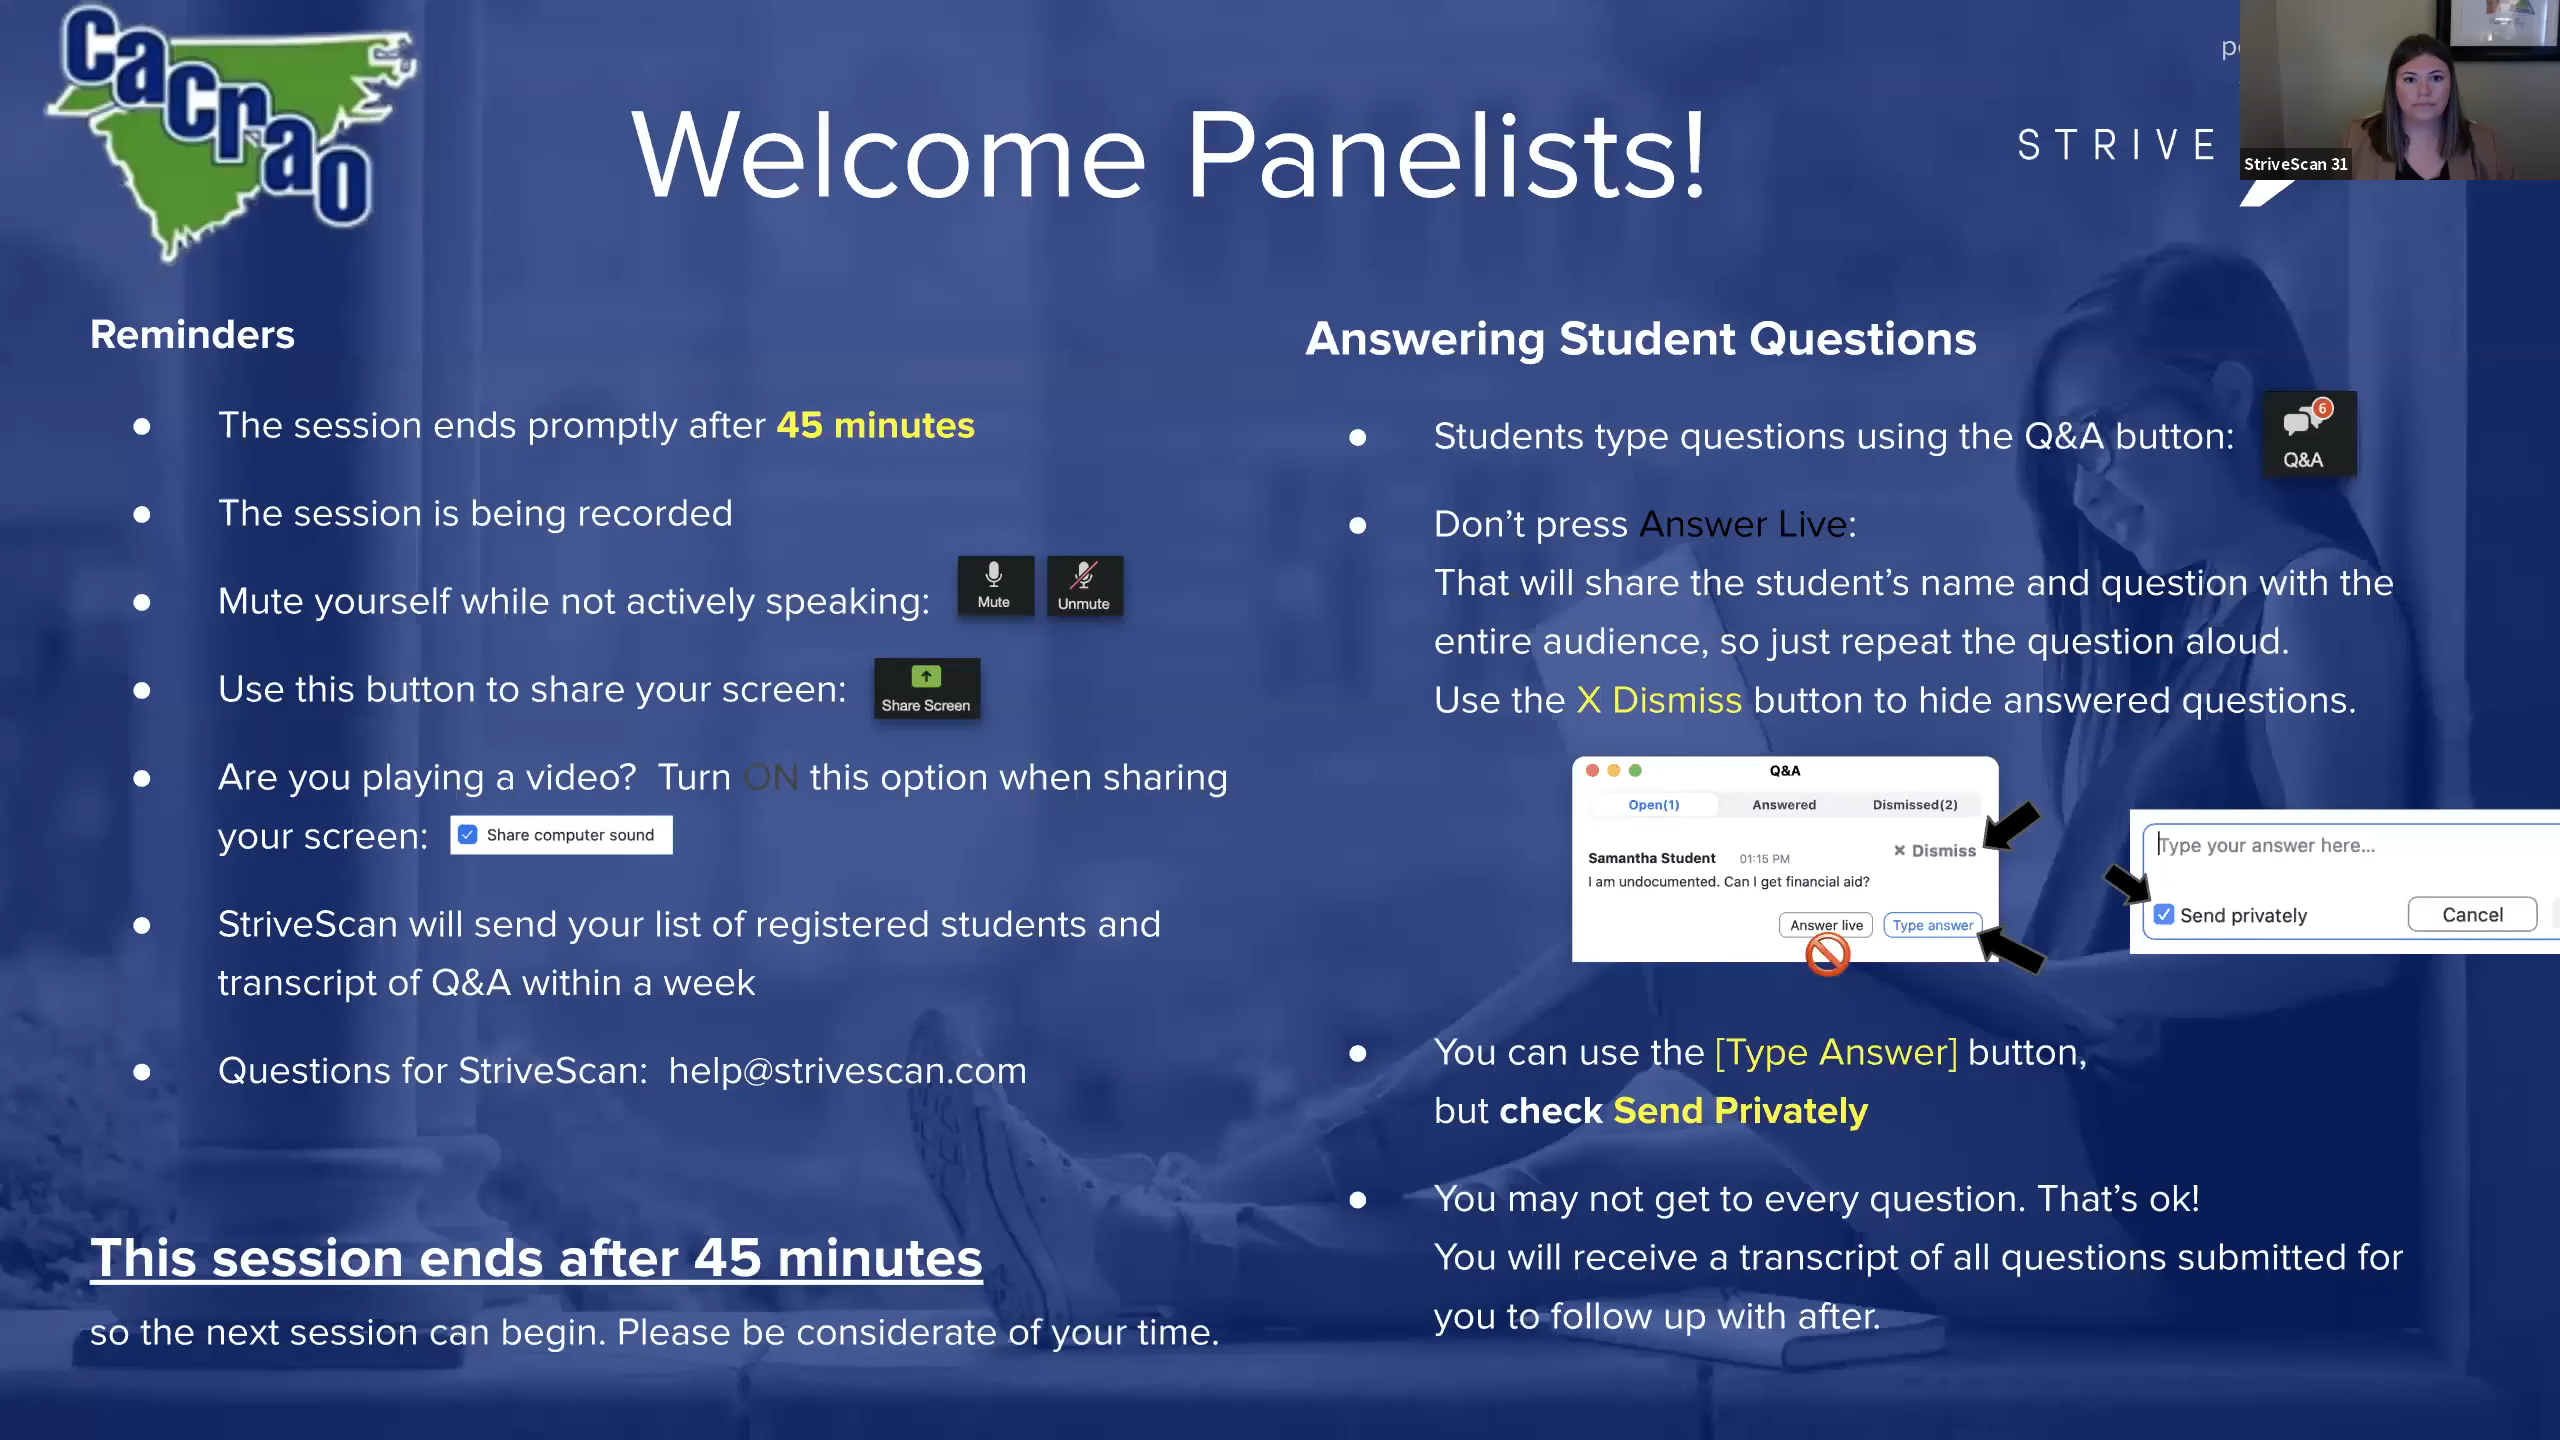 cacrao
Welcome Panelists!
STRIVE
StriveScan 31
Reminders
● The session ends promptly after 45 minutes
● The session is being recorded
● Mute yourself while not actively speaking:
Mute
Unmute
● Use this button to share your screen:
Share Screen
● Are you playing a video? Turn ON this option when sharing
your screen:
Share computer sound
● StriveScan will send your list of registered students and
transcript of Q&A within a week
● Questions for StriveScan: help@strivescan.com
This session ends after 45 minutes
so the next session can begin. Please be considerate of your time.
Answering Student Questions
● Students type questions using the Q&A button:
6
Q&A
● Don’t press Answer Live:
That will share the student’s name and question with the
entire audience, so just repeat the question aloud.
Use the X Dismiss button to hide answered questions.
Q&A
Open(1) Answered Dismissed(2)
× Dismiss
Samantha Student 01:15 PM
I am undocumented. Can I get financial aid?
Answer live Type answer
Type your answer here...
Send privately Cancel
● You can use the [Type Answer] button,
but check Send Privately
● You may not get to every question. That’s ok!
You will receive a transcript of all questions submitted for
you to follow up with after.